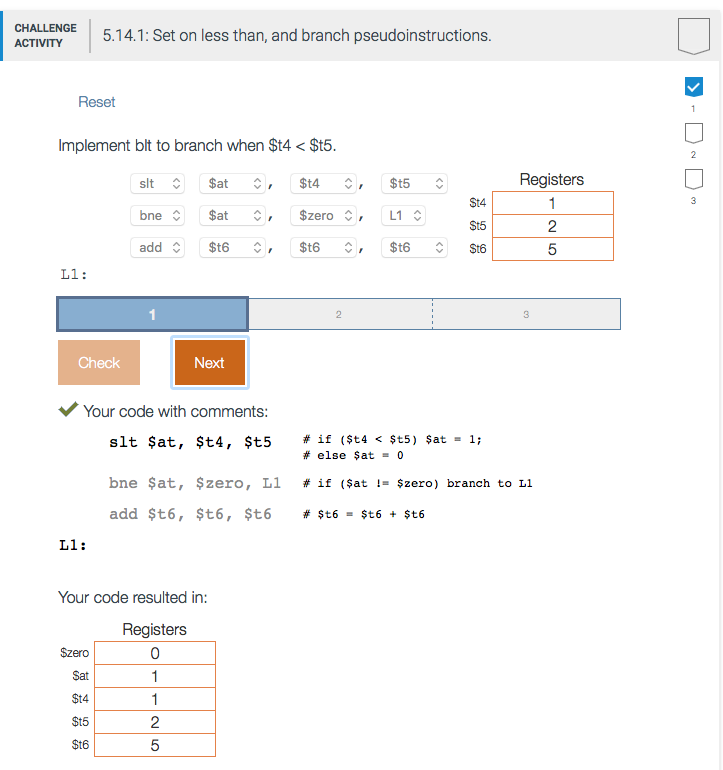 CHALLENGE
ACTIVITY
5.14.1: Set on less than, and branch pseudoinstructions.
Reset
1
2
3
Implement blt to branch when $t4 < $t5.
slt $at , $t4 , $t5
bne $at , $zero , L1
add $t6 , $t6 , $t6
L1:
Registers
$t4 1
$t5 2
$t6 5
1 2 3
Check Next
Your code with comments:
slt $at, $t4, $t5 # if ($t4 < $t5) $at = 1;
# else $at = 0
bne $at, $zero, L1 # if ($at != $zero) branch to L1
add $t6, $t6, $t6 # $t6 = $t6 + $t6
L1:
Your code resulted in:
Registers
$zero 0
$at 1
$t4 1
$t5 2
$t6 5